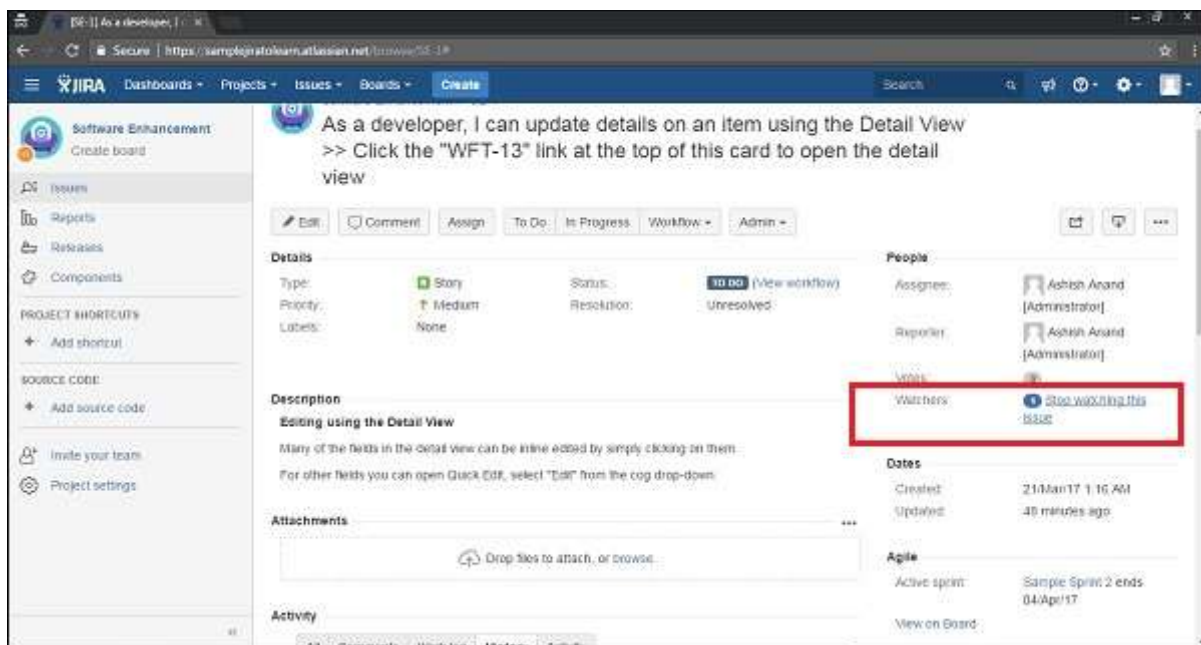 [SE-1] As a developer, I
Secure | https://samplejiratolearn.atlassian.net/browse/SE-1#
JIRA Dashboards Projects Issues Boards Create Search
Software Enhancement
Create board
Issues
Reports
Releases
Components
PROJECT SHORTCUTS
+ Add shortcut
SOURCE CODE
+ Add source code
Invite your team
Project settings
As a developer, I can update details on an item using the Detail View
>> Click the "WFT-13" link at the top of this card to open the detail
view
Edit Comment Assign To Do In Progress Workflow Admin
Details
Type: Story Status: TO DO (View workflow)
Priority: Medium Resolution: Unresolved
Labels: None
Description
Editing using the Detail View
Many of the fields in the detail view can be inline edited by simply clicking on them.
For other fields you can open Quick Edit, select "Edit" from the cog drop-down.
Attachments
Drop files to attach, or browse.
Activity
People
Assignee: Ashish Anand
[Administrator]
Reporter: Ashish Anand
[Administrator]
Votes:
Watchers: 1 Stop watching this
issue
Dates
Created: 21/Mar/17 1:16 AM
Updated: 48 minutes ago
Agile
Active sprint: Sample Sprint 2 ends
04/Apr/17
View on Board